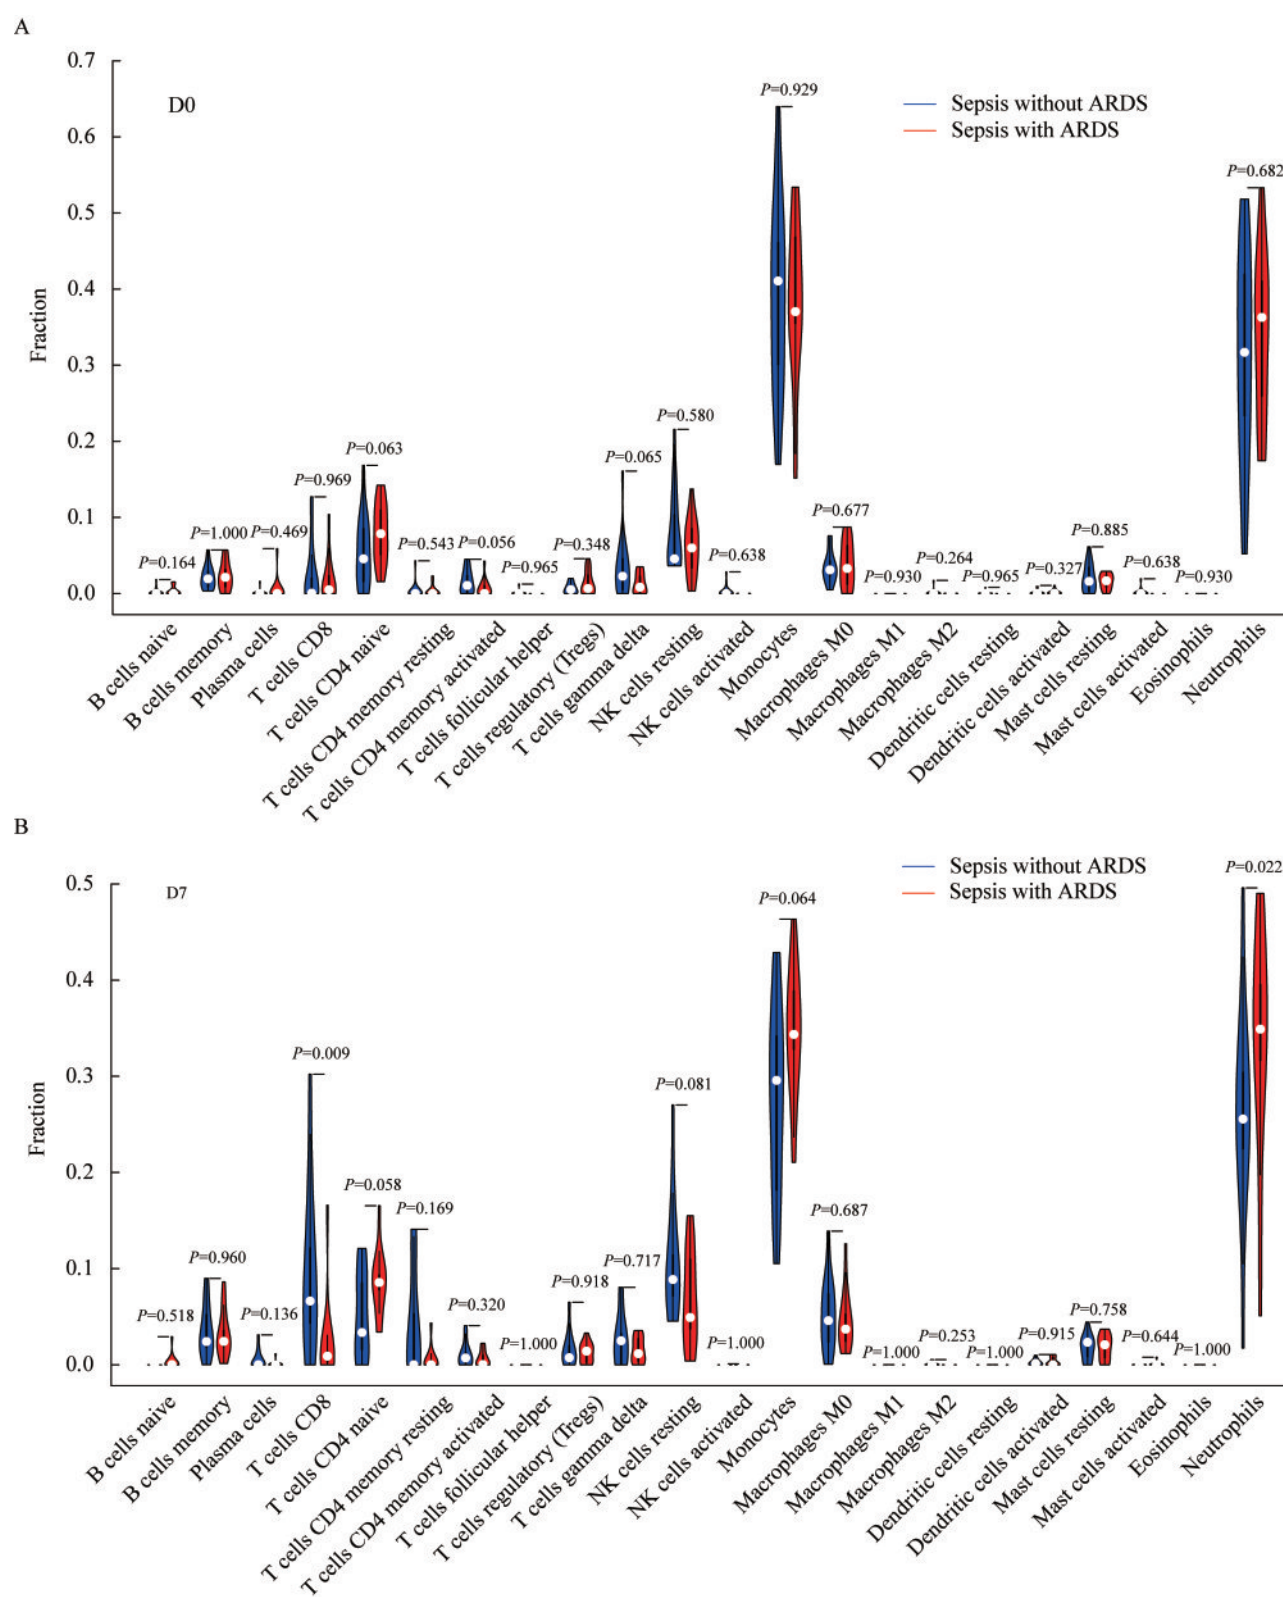 A
D0
Sepsis without ARDS
Sepsis with ARDS
Fraction
0.7
0.6
0.5
0.4
0.3
0.2
0.1
0.0
P=0.164
P=1.000
P=0.469
P=0.969
P=0.063
P=0.543
P=0.056
P=0.965
P=0.348
P=0.065
P=0.580
P=0.638
P=0.929
P=0.677
P=0.930
P=0.264
P=0.965
P=0.327
P=0.885
P=0.638
P=0.930
P=0.682
B cells naive
B cells memory
Plasma cells
T cells CD8
T cells CD4 naive
T cells CD4 memory resting
T cells CD4 memory activated
T cells follicular helper
T cells regulatory (Tregs)
T cells gamma delta
NK cells resting
NK cells activated
Monocytes
Macrophages M0
Macrophages M1
Macrophages M2
Dendritic cells resting
Dendritic cells activated
Mast cells resting
Mast cells activated
Eosinophils
Neutrophils
B
D7
Sepsis without ARDS
Sepsis with ARDS
Fraction
0.5
0.4
0.3
0.2
0.1
0.0
P=0.518
P=0.960
P=0.136
P=0.009
P=0.058
P=0.169
P=0.320
P=1.000
P=0.918
P=0.717
P=0.081
P=1.000
P=0.064
P=0.687
P=1.000
P=0.253
P=1.000
P=0.915
P=0.758
P=0.644
P=1.000
P=0.022
B cells naive
B cells memory
Plasma cells
T cells CD8
T cells CD4 naive
T cells CD4 memory resting
T cells CD4 memory activated
T cells follicular helper
T cells regulatory (Tregs)
T cells gamma delta
NK cells resting
NK cells activated
Monocytes
Macrophages M0
Macrophages M1
Macrophages M2
Dendritic cells resting
Dendritic cells activated
Mast cells resting
Mast cells activated
Eosinophils
Neutrophils